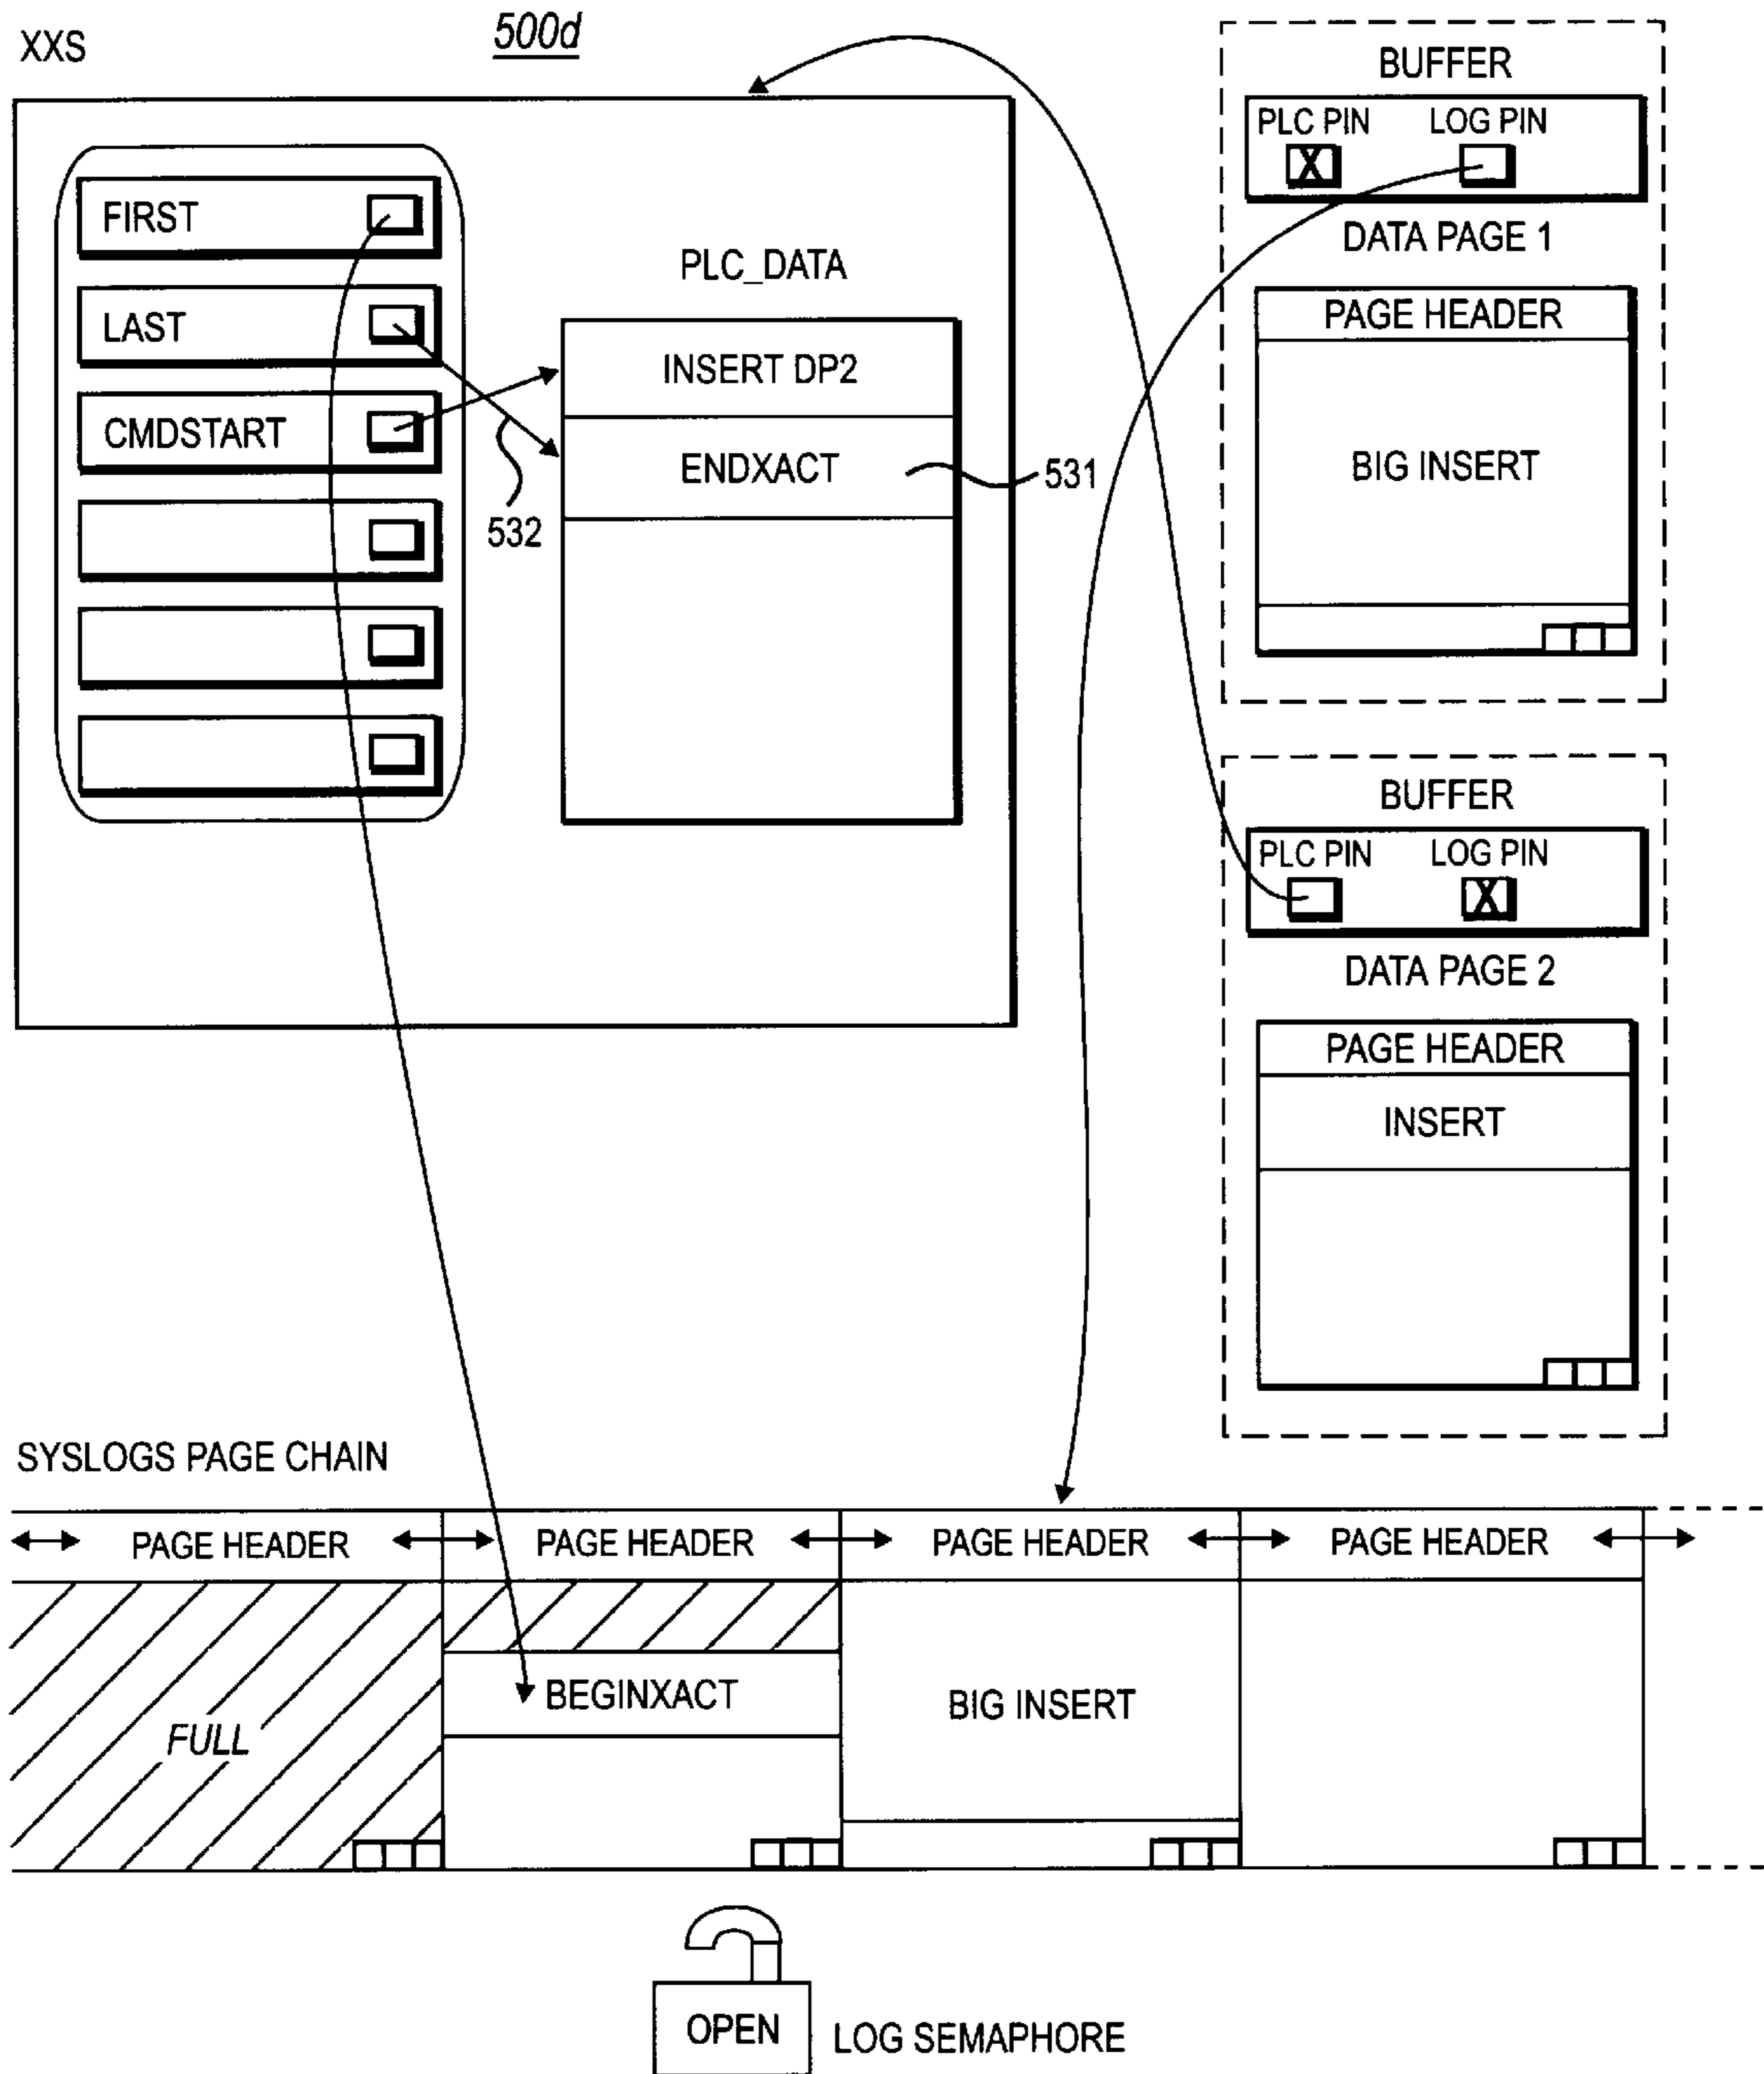 XXS
500d
FIRST
LAST
CMDSTART
PLC_DATA
INSERT DP2
ENDXACT
531
532
BUFFER
PLC PIN LOG PIN
X
DATA PAGE 1
PAGE HEADER
BIG INSERT
BUFFER
PLC PIN LOG PIN
X
DATA PAGE 2
PAGE HEADER
INSERT
SYSLOGS PAGE CHAIN
PAGE HEADER PAGE HEADER PAGE HEADER PAGE HEADER
FULL
BEGINXACT
BIG INSERT
OPEN
LOG SEMAPHORE